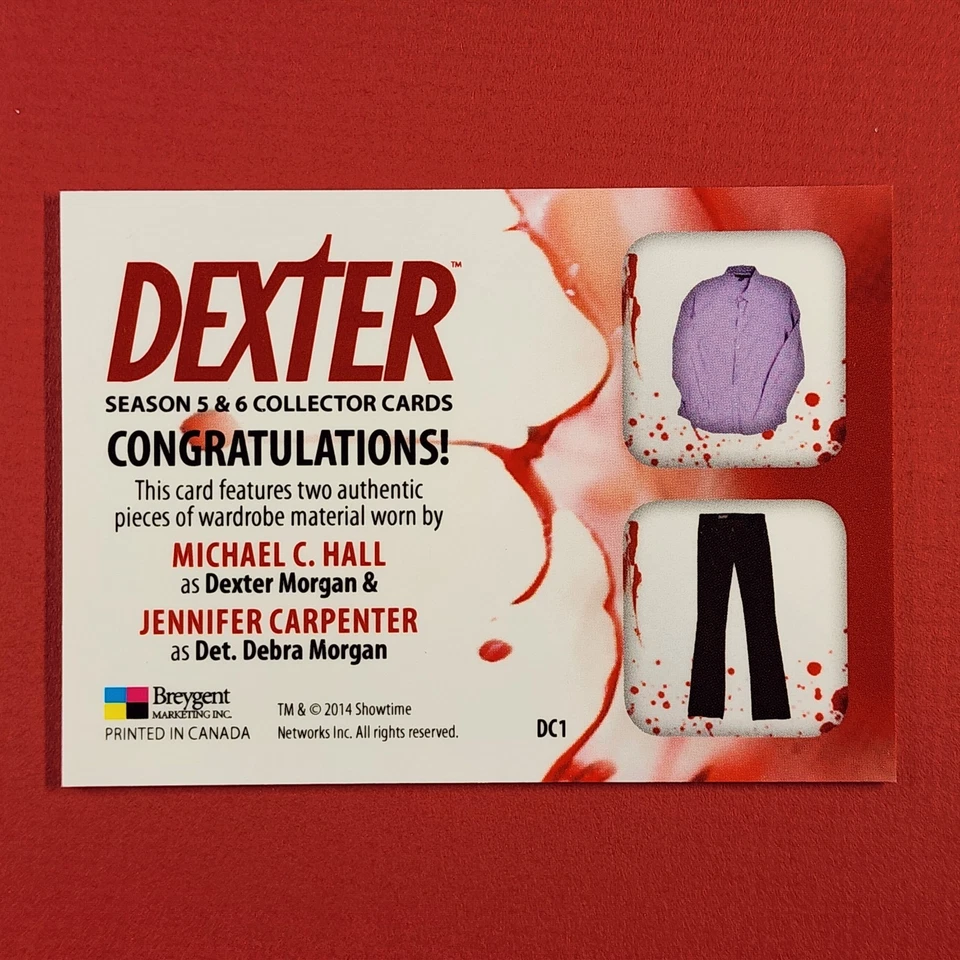 DEXTER™
SEASON 5 & 6 COLLECTOR CARDS
CONGRATULATIONS!
This card features two authentic
pieces of wardrobe material worn by
MICHAEL C. HALL
as Dexter Morgan &
JENNIFER CARPENTER
as Det. Debra Morgan
Breygent
MARKETING INC.
PRINTED IN CANADA
TM & © 2014 Showtime
Networks Inc. All rights reserved.
DC1